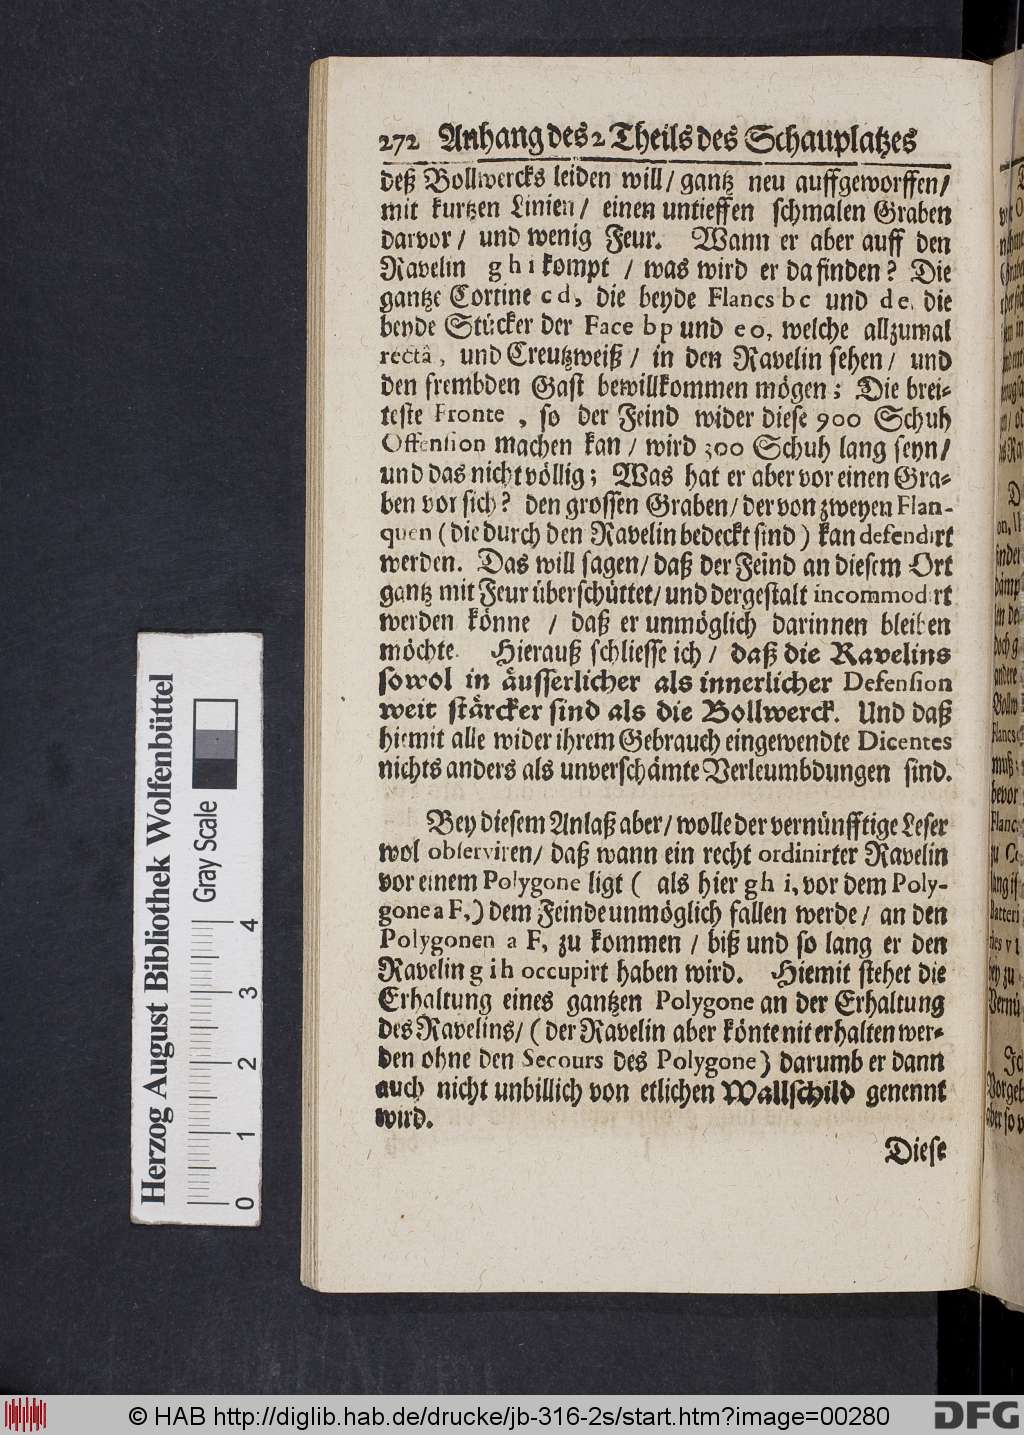 272 Anhang des 2 Theils des Schauplatzes
deß Bollwercks leiden will / gantz neu auffgeworffen /
mit kurtzen Linien / einen untieffen schmalen Graben
darvor / und wenig Feur. Wann er aber auff den
Ravelin g h i kompt / was wird er da finden? Die
gantze Cortine c d, die beyde Flancs b c und d e, die
beyde Stücker der Face b p und e o, welche allzumal
rectâ, und Creutzweiß / in den Ravelin sehen / und
den frembden Gast bewillkommen mögen; Die brei-
teste Fronte, so der Feind wider diese 900 Schuh
Offension machen kan / wird 300 Schuh lang seyn /
und das nicht völlig; Was hat er aber vor einen Gra-
ben vor sich? den grossen Graben / der von zweyen Flan-
quen (die durch den Ravelin bedeckt sind) kan defendirt
werden. Das will sagen / daß der Feind an diesem Ort
gantz mit Feur überschüttet / und dergestalt incommodirt
werden könne / daß er unmöglich darinnen bleiben
möchte. Hierauß schliesse ich / daß die Ravelins
sowol in äusserlicher als innerlicher Defension
weit stärcker sind als die Bollwerck. Und daß
hiemit alle wider ihrem Gebrauch eingewendte Dicentes
nichts anders als unverschämte Verleumbdungen sind.
Bey diesem Anlaß aber / wolle der vernünfftige Leser
wol observiren / daß wann ein recht ordinirter Ravelin
vor einem Polygone ligt ( als hier g h i, vor dem Poly-
gone a F,) dem Feinde unmöglich fallen werde / an den
Polygonen a F, zu kommen / biß und so lang er den
Ravelin g i h occupirt haben wird. Hiemit stehet die
Erhaltung eines gantzen Polygone an der Erhaltung
des Ravelins / (der Ravelin aber könte nit erhalten wer-
den ohne den Secours des Polygone) darumb er dann
auch nicht unbillich von etlichen Wallschild genennt
wird.
Diese
Herzog August Bibliothek Wolfenbüttel
Gray Scale
0 1 2 3 4
© HAB http://diglib.hab.de/drucke/jb-316-2s/start.htm?image=00280
DFG